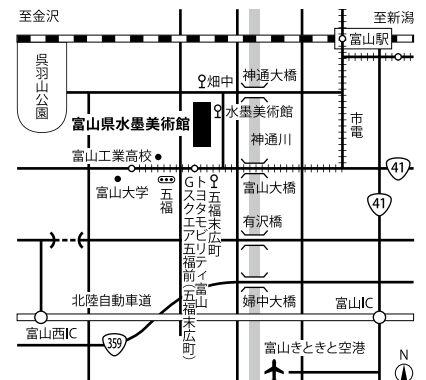 至金沢
至新潟
富山駅
呉羽山公園
畑中
神通大橋
水墨美術館
富山県水墨美術館
神通川
市電
富山工業高校
41
富山大学
五福
トヨタモビリティ富山
Gスクエア五福前(五福末広町)
五福末広町
富山大橋
41
有沢橋
北陸自動車道
婦中大橋
富山IC
富山西IC
359
富山きときと空港
N